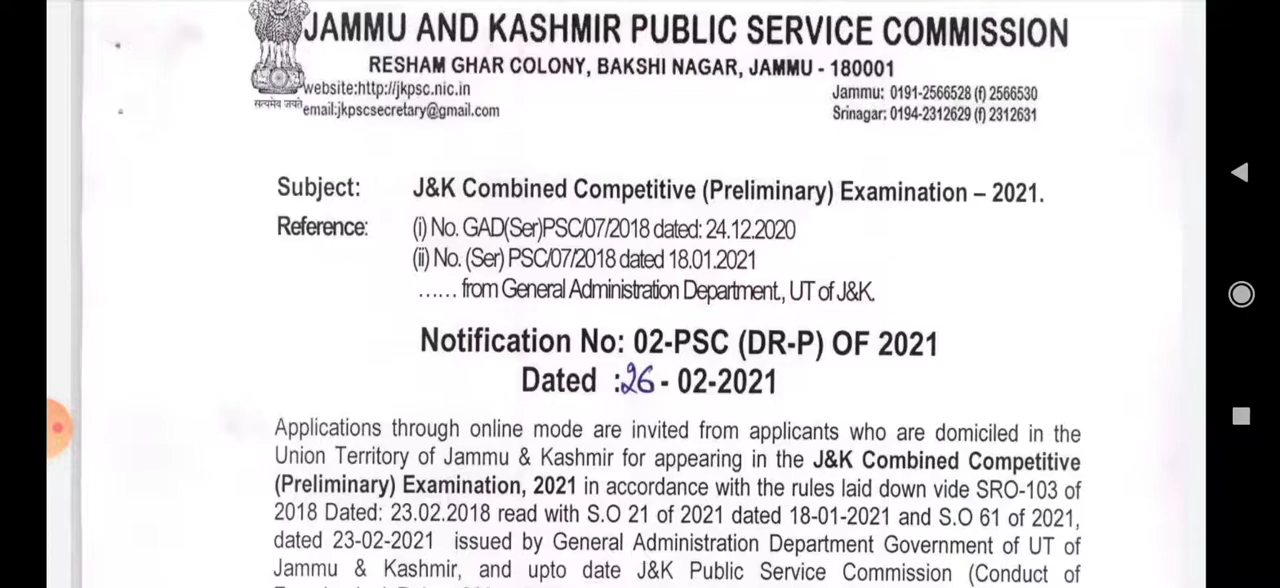 JAMMU AND KASHMIR PUBLIC SERVICE COMMISSION
RESHAM GHAR COLONY, BAKSHI NAGAR, JAMMU - 180001
सत्यमेव जयते
website:http://jkpsc.nic.in
email:jkpscsecretary@gmail.com
Jammu: 0191-2566528 (f) 2566530
Srinagar: 0194-2312629 (f) 2312631
Subject: J&K Combined Competitive (Preliminary) Examination – 2021.
Reference: (i) No. GAD(Ser)PSC/07/2018 dated: 24.12.2020
(ii) No. (Ser) PSC/07/2018 dated 18.01.2021
...... from General Administration Department., UT of J&K.
Notification No: 02-PSC (DR-P) OF 2021
Dated :26- 02-2021
Applications through online mode are invited from applicants who are domiciled in the
Union Territory of Jammu & Kashmir for appearing in the J&K Combined Competitive
(Preliminary) Examination, 2021 in accordance with the rules laid down vide SRO-103 of
2018 Dated: 23.02.2018 read with S.O 21 of 2021 dated 18-01-2021 and S.O 61 of 2021,
dated 23-02-2021 issued by General Administration Department Government of UT of
Jammu & Kashmir, and upto date J&K Public Service Commission (Conduct of